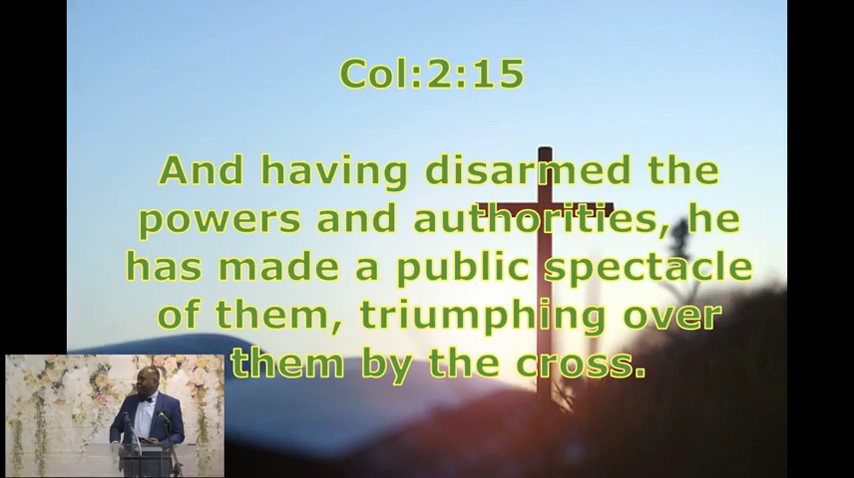 Col:2:15
And having disarmed the
powers and authorities, he
has made a public spectacle
of them, triumphing over
them by the cross.